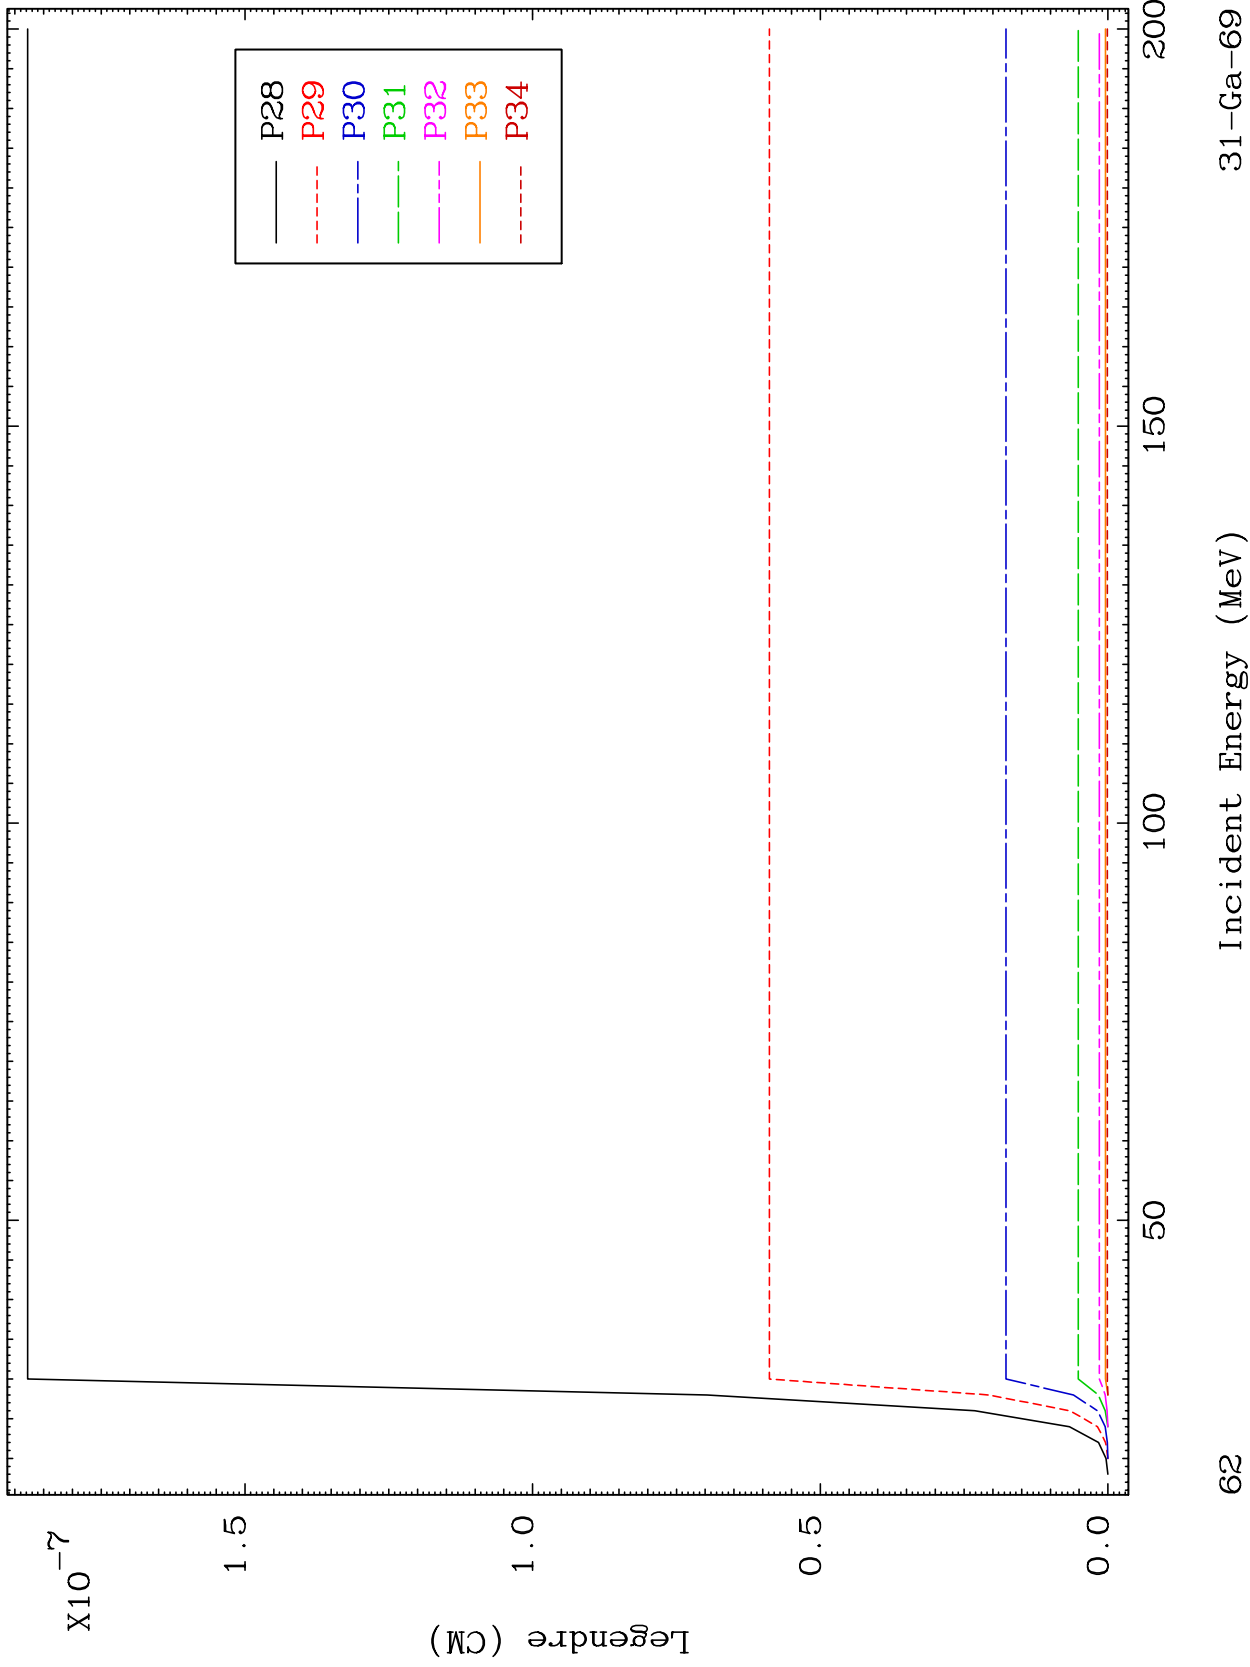 X10-7
1.5
1.0
0.5
0.0
Legendre (CM)
P28
P29
P30
P31
P32
P33
P34
50
100
150
200
Incident Energy (MeV)
62
31-Ga-69